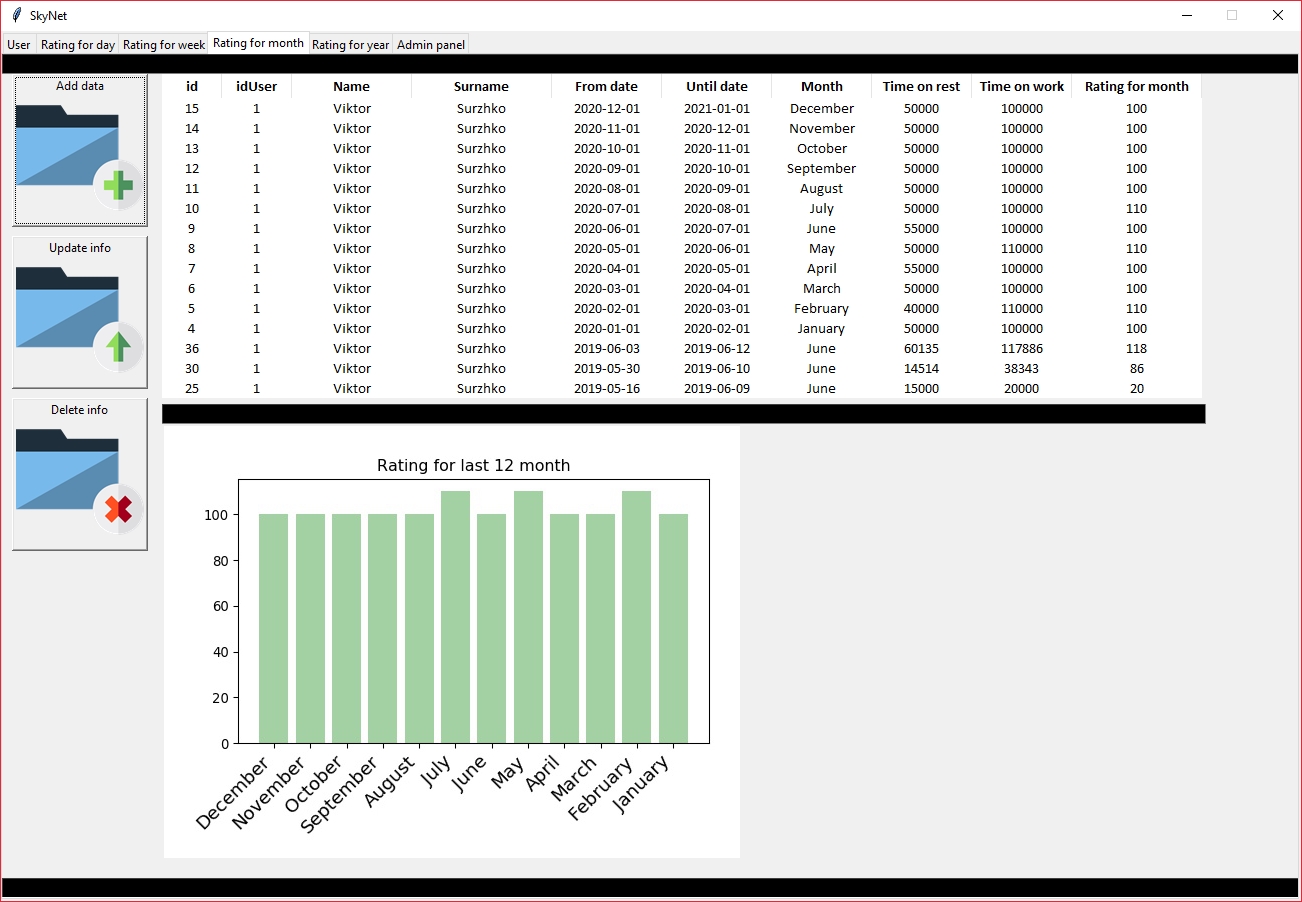 SkyNet
User Rating for day Rating for week Rating for month Rating for year Admin panel
Add data
Update info
Delete info
id idUser Name Surname From date Until date Month Time on rest Time on work Rating for month
15 1 Viktor Surzhko 2020-12-01 2021-01-01 December 50000 100000 100
14 1 Viktor Surzhko 2020-11-01 2020-12-01 November 50000 100000 100
13 1 Viktor Surzhko 2020-10-01 2020-11-01 October 50000 100000 100
12 1 Viktor Surzhko 2020-09-01 2020-10-01 September 50000 100000 100
11 1 Viktor Surzhko 2020-08-01 2020-09-01 August 50000 100000 100
10 1 Viktor Surzhko 2020-07-01 2020-08-01 July 50000 100000 110
9 1 Viktor Surzhko 2020-06-01 2020-07-01 June 55000 100000 100
8 1 Viktor Surzhko 2020-05-01 2020-06-01 May 50000 110000 110
7 1 Viktor Surzhko 2020-04-01 2020-05-01 April 55000 100000 100
6 1 Viktor Surzhko 2020-03-01 2020-04-01 March 50000 100000 100
5 1 Viktor Surzhko 2020-02-01 2020-03-01 February 40000 110000 110
4 1 Viktor Surzhko 2020-01-01 2020-02-01 January 50000 100000 100
36 1 Viktor Surzhko 2019-06-03 2019-06-12 June 60135 117886 118
30 1 Viktor Surzhko 2019-05-30 2019-06-10 June 14514 38343 86
25 1 Viktor Surzhko 2019-05-16 2019-06-09 June 15000 20000 20
Rating for last 12 month
100
80
60
40
20
0
December November October September August July June May April March February January